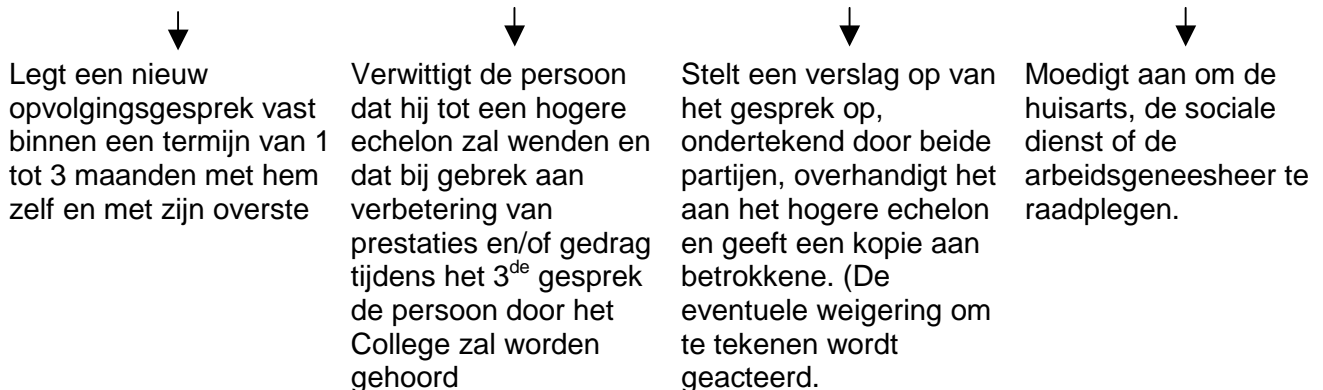 Legt een nieuw
opvolgingsgesprek vast
binnen een termijn van 1
tot 3 maanden met hem
zelf en met zijn overste
Verwittigt de persoon
dat hij tot een hogere
echelon zal wenden en
dat bij gebrek aan
verbetering van
prestaties en/of gedrag
tijdens het 3de gesprek
de persoon door het
College zal worden
gehoord
Stelt een verslag op van
het gesprek op,
ondertekend door beide
partijen, overhandigt het
aan het hogere echelon
en geeft een kopie aan
betrokkene. (De
eventuele weigering om
te tekenen wordt
geacteerd.
Moedigt aan om de
huisarts, de sociale
dienst of de
arbeidsgeneesheer te
raadplegen.